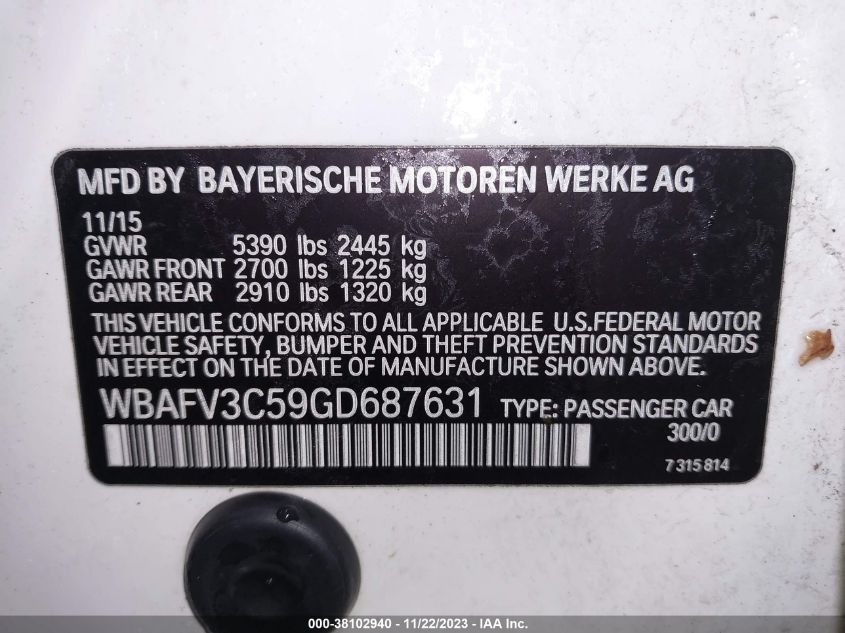 MFD BY BAYERISCHE MOTOREN WERKE AG
11/15
GVWR 5390 lbs 2445 kg
GAWR FRONT 2700 lbs 1225 kg
GAWR REAR 2910 lbs 1320 kg
THIS VEHICLE CONFORMS TO ALL APPLICABLE U.S.FEDERAL MOTOR
VEHICLE SAFETY, BUMPER AND THEFT PREVENTION STANDARDS
IN EFFECT ON THE DATE OF MANUFACTURE SHOWN ABOVE.
WBAFV3C59GD687631 TYPE: PASSENGER CAR
300/0
7 315 814
000-38102940 - 11/22/2023 - IAA Inc.